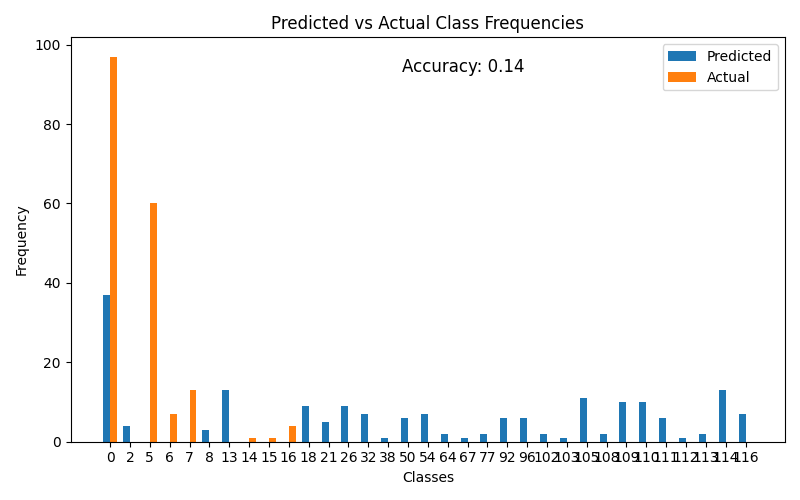 Predicted vs Actual Class Frequencies
Accuracy: 0.14
Predicted
Actual
Frequency
100
80
60
40
20
0
0 2 5 6 7 8 13 14 15 16 18 21 26 32 38 50 54 64 67 77 92 96 102 103 105 108 109 110 111 112 113 114 116
Classes